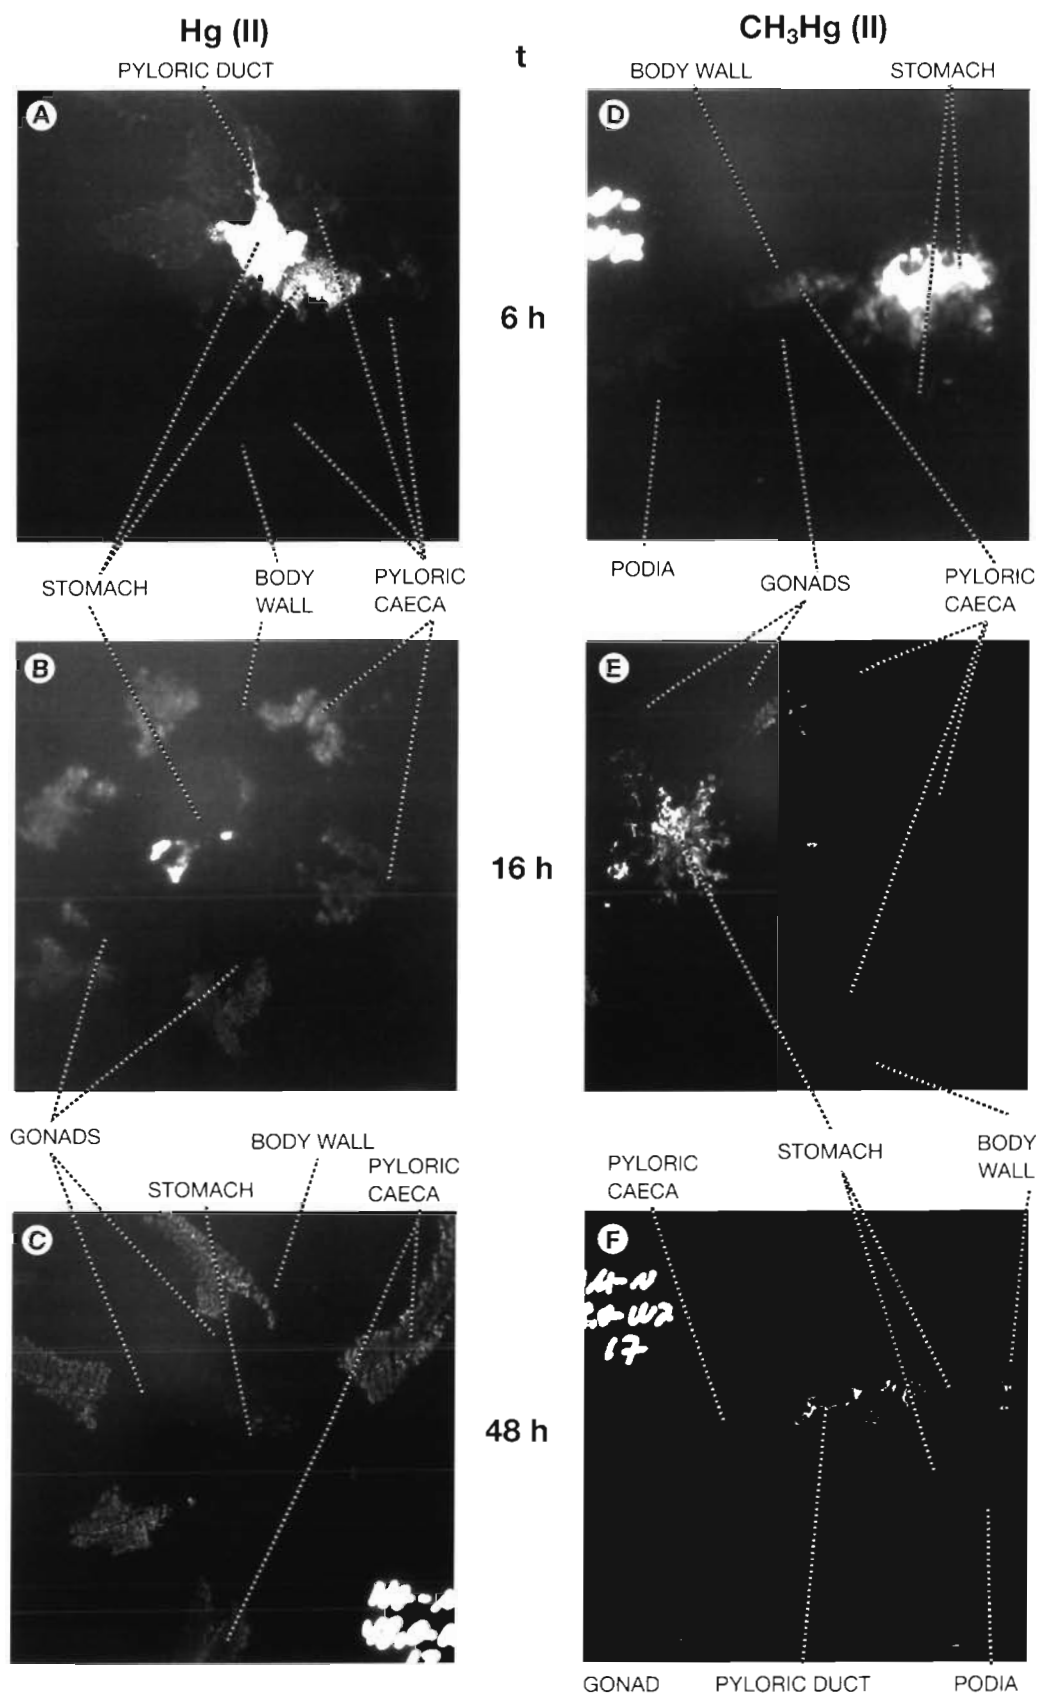 Hg (II)
CH₃Hg (II)
t
PYLORIC DUCT
BODY WALL
STOMACH
A
D
6 h
STOMACH
BODY
WALL
PYLORIC
CAECA
PODIA
GONADS
PYLORIC
CAECA
B
E
16 h
GONADS
BODY WALL
STOMACH
PYLORIC
CAECA
PYLORIC
CAECA
STOMACH
BODY
WALL
C
F
17
48 h
GONAD
PYLORIC DUCT
PODIA